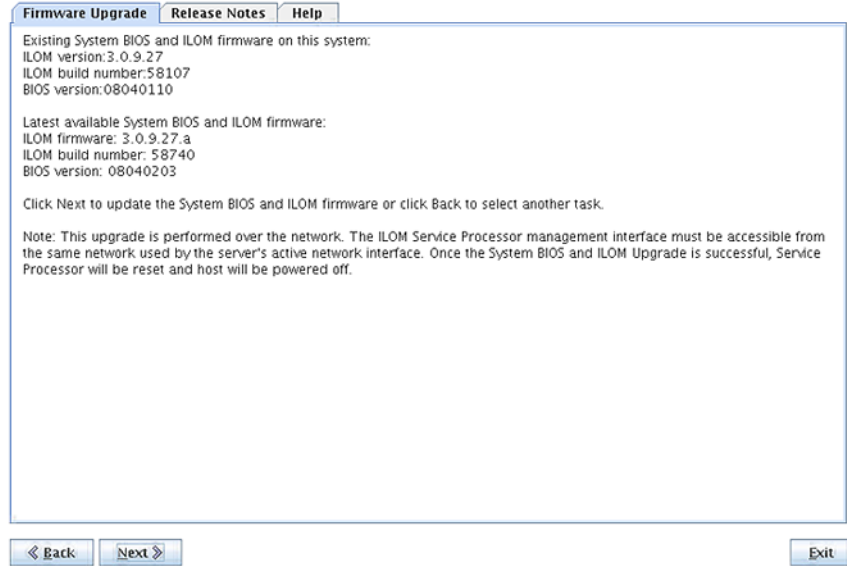 Firmware Upgrade Release Notes Help
Existing System BIOS and ILOM firmware on this system:
ILOM version:3.0.9.27
ILOM build number:58107
BIOS version:08040110
Latest available System BIOS and ILOM firmware:
ILOM firmware: 3.0.9.27.a
ILOM build number: 58740
BIOS version: 08040203
Click Next to update the System BIOS and ILOM firmware or click Back to select another task.
Note: This upgrade is performed over the network. The ILOM Service Processor management interface must be accessible from
the same network used by the server's active network interface. Once the System BIOS and ILOM Upgrade is successful, Service
Processor will be reset and host will be powered off.
Back Next Exit